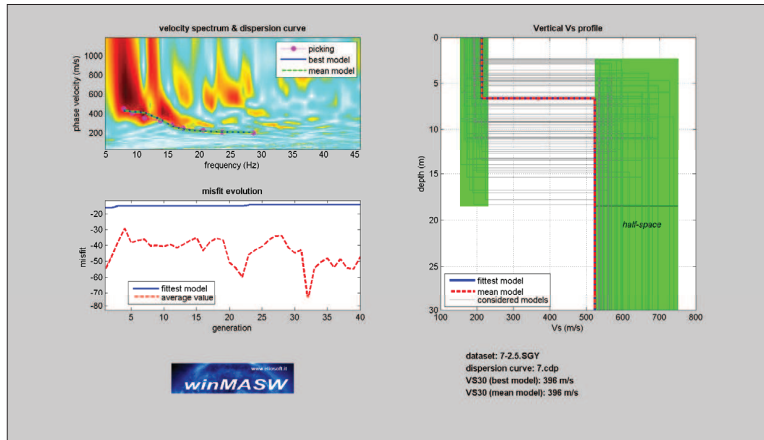 velocity spectrum & dispersion curve
phase velocity (m/s)
1000
800
600
400
200
picking
best model
mean model
5 10 15 20 25 30 35 40 45
frequency (Hz)
misfit evolution
misfit
-20
-30
-40
-50
-60
-70
-80
fittest model
average value
10 20 30 40
generation
www.winmasw.it
winMASW
Vertical Vs profile
depth (m)
0
5
10
15
20
25
30
half-space
fittest model
mean model
considered models
100 200 300 400 500 600 700 800
Vs (m/s)
dataset: 7-2.5.SGY
dispersion curve: 7.cdp
VS30 (best model): 396 m/s
VS30 (mean model): 396 m/s